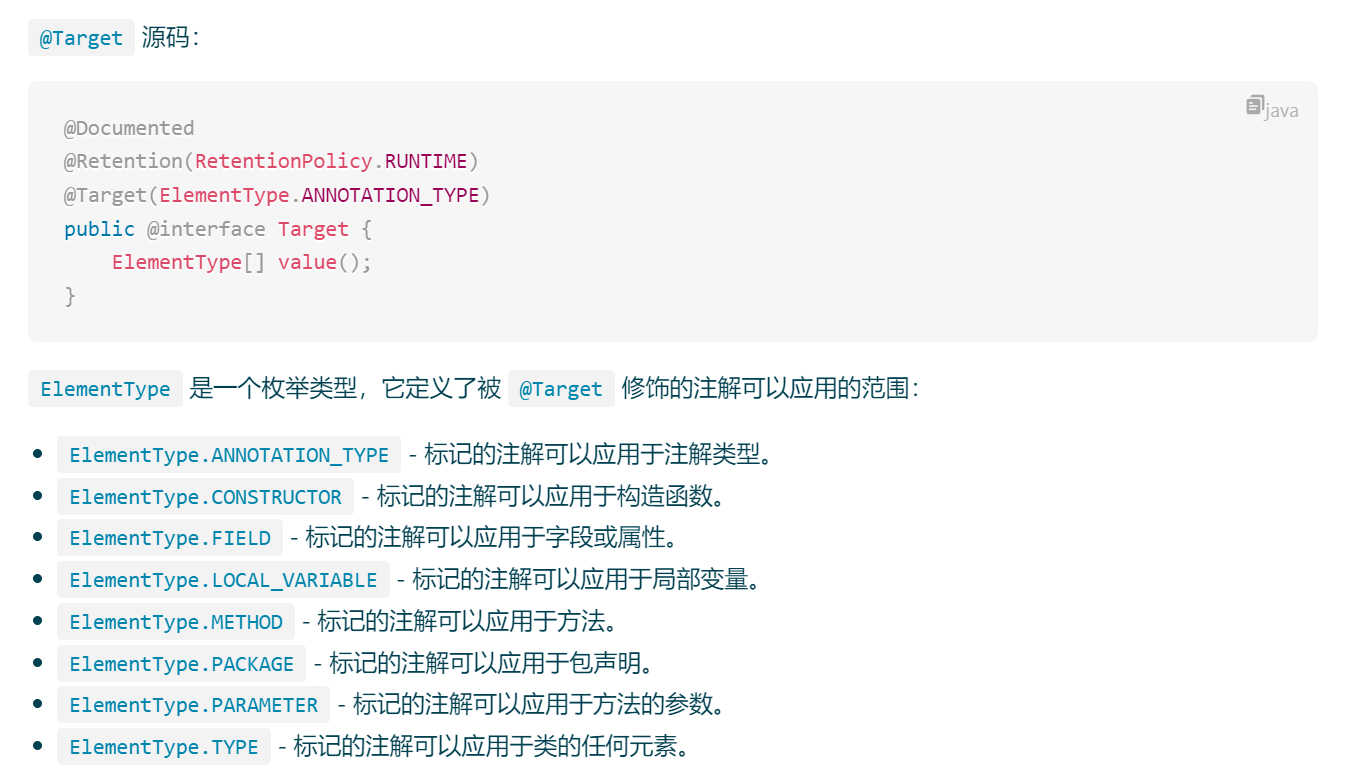 @Target 源码：
java
@Documented
@Retention(RetentionPolicy.RUNTIME)
@Target(ElementType.ANNOTATION_TYPE)
public @interface Target {
    ElementType[] value();
}
ElementType 是一个枚举类型，它定义了被 @Target 修饰的注解可以应用的范围：
• ElementType.ANNOTATION_TYPE - 标记的注解可以应用于注解类型。
• ElementType.CONSTRUCTOR - 标记的注解可以应用于构造函数。
• ElementType.FIELD - 标记的注解可以应用于字段或属性。
• ElementType.LOCAL_VARIABLE - 标记的注解可以应用于局部变量。
• ElementType.METHOD - 标记的注解可以应用于方法。
• ElementType.PACKAGE - 标记的注解可以应用于包声明。
• ElementType.PARAMETER - 标记的注解可以应用于方法的参数。
• ElementType.TYPE - 标记的注解可以应用于类的任何元素。